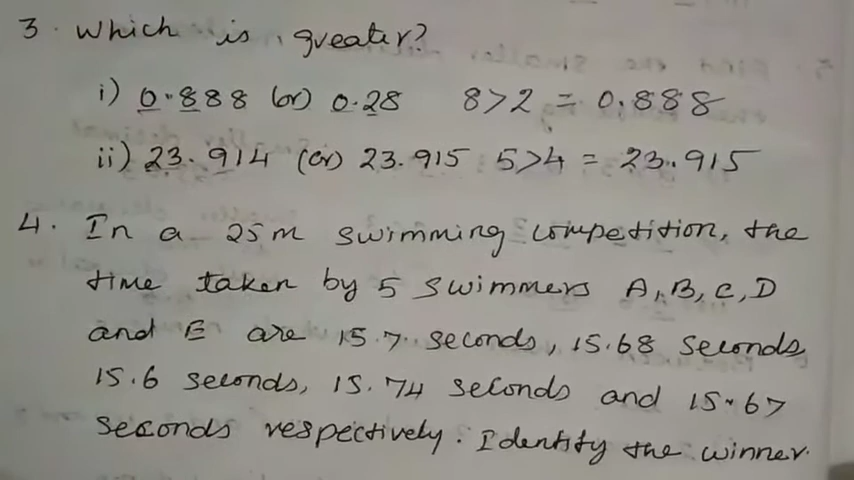 3. Which is greater?
i) 0.888 (or) 0.28 8>2 = 0.888
ii) 23.914 (or) 23.915 5>4 = 23.915
4. In a 25m swimming competition, the
time taken by 5 swimmers A, B, C, D
and E are 15.7 seconds, 15.68 seconds,
15.6 seconds, 15.74 seconds and 15.67
seconds respectively. Identify the winner.